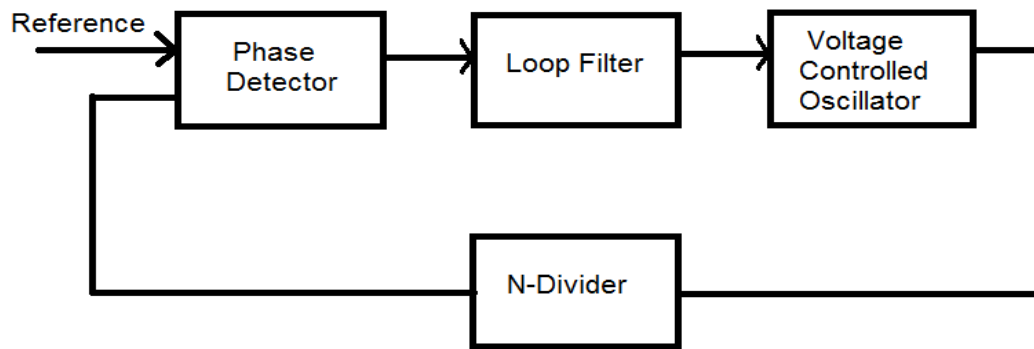 Reference
Phase
Detector
Loop Filter
Voltage
Controlled
Oscillator
N-Divider